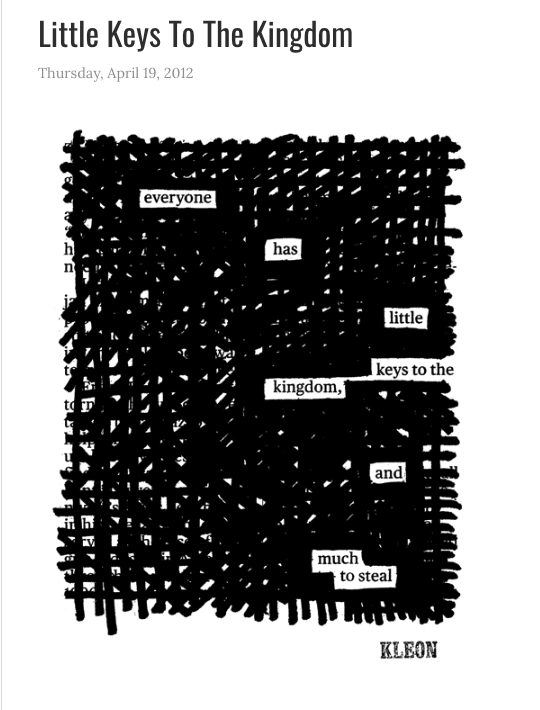 Little Keys To The Kingdom
Thursday, April 19, 2012
everyone
has
little
keys to the
kingdom,
and
much
to steal
KLEON